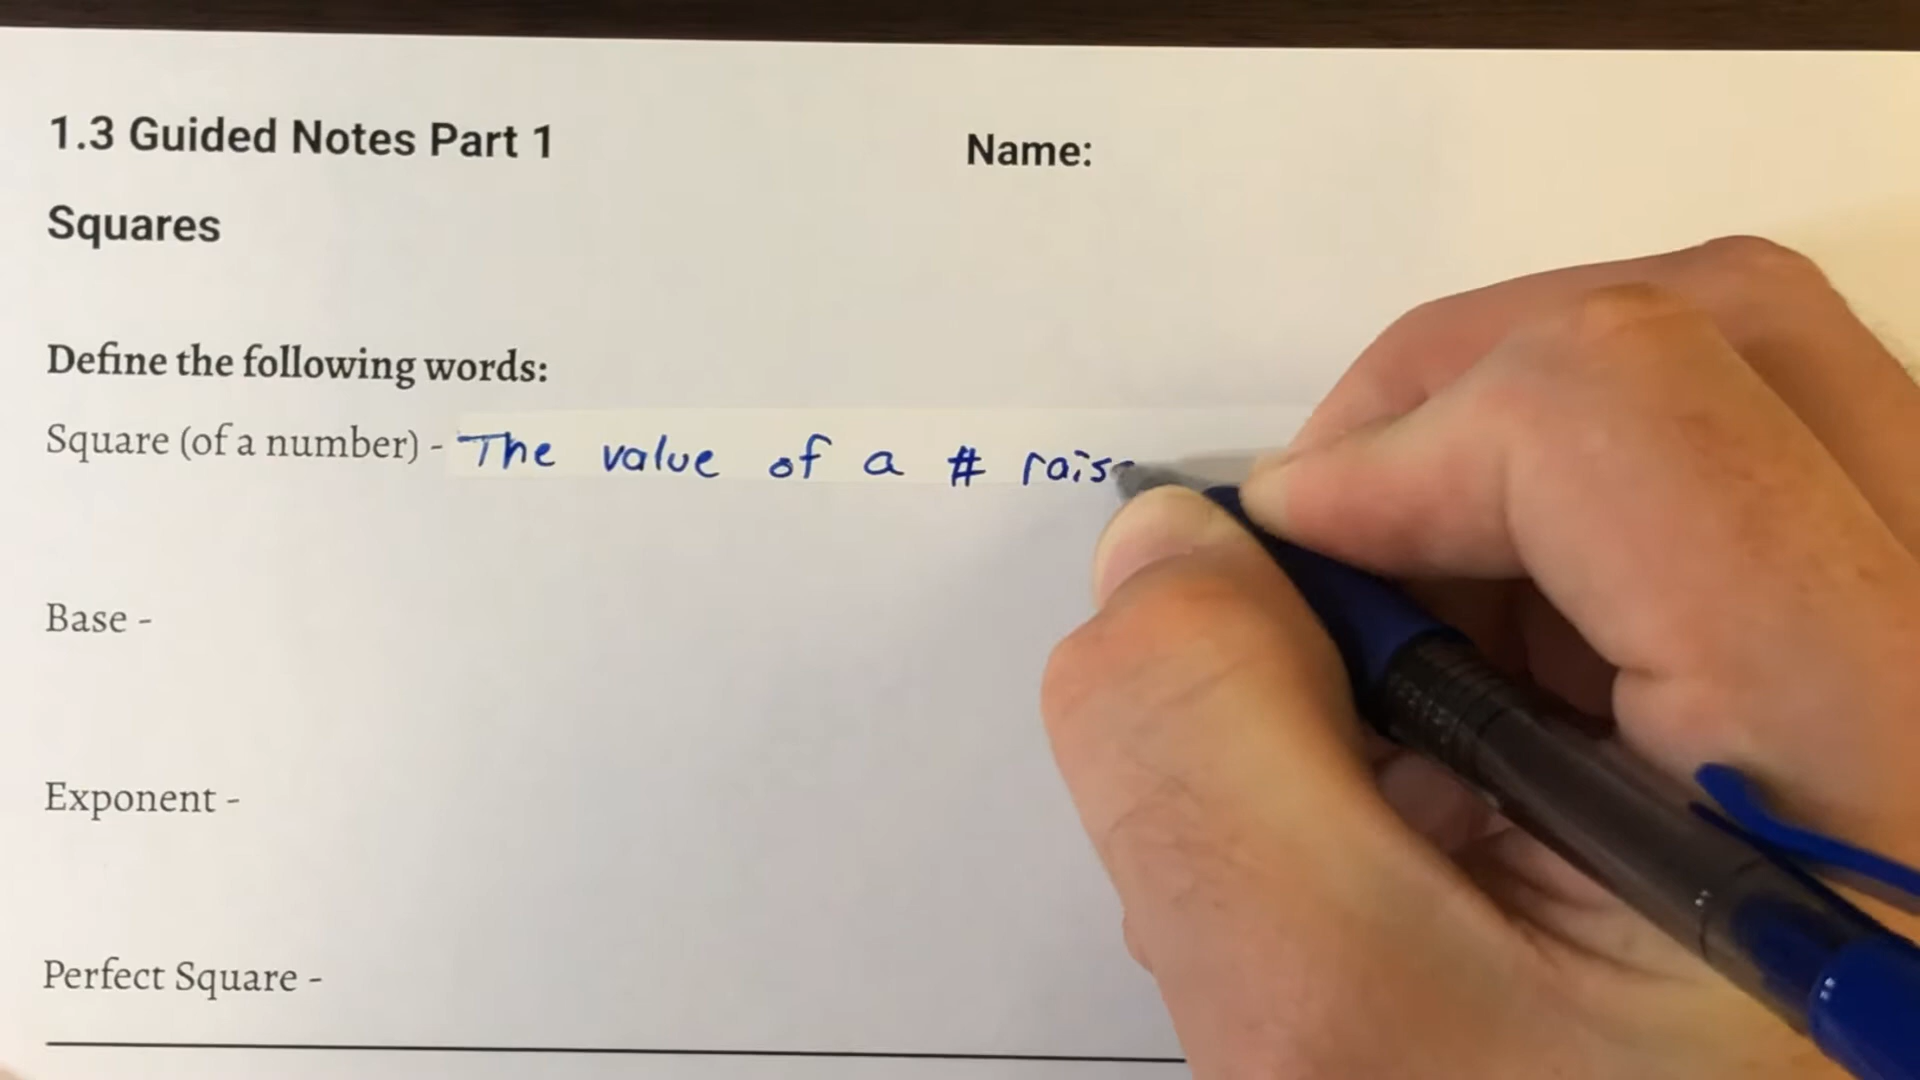 1.3 Guided Notes Part 1
Name:
Squares
Define the following words:
Square (of a number) - The value of a #
Base -
Exponent -
Perfect Square -